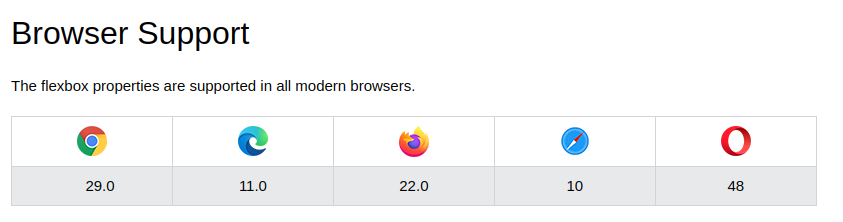 Browser Support
The flexbox properties are supported in all modern browsers.
29.0 11.0 22.0 10 48